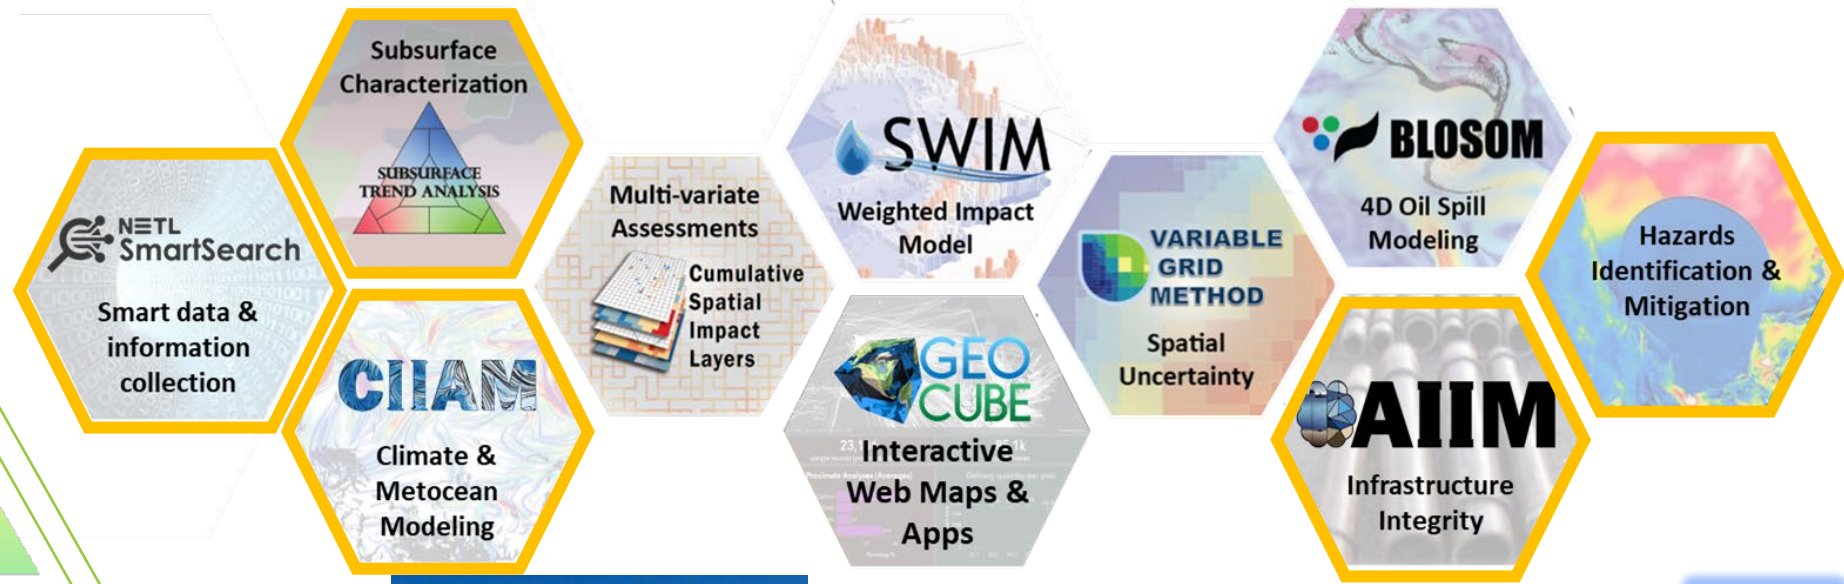 NETL
SmartSearch
Smart data &
information
collection
Subsurface
Characterization
SUBSURFACE
TREND ANALYSIS
CIIAM
Climate &
Metocean
Modeling
Multi-variate
Assessments
Cumulative
Spatial
Impact
Layers
SWIM
Weighted Impact
Model
GEO
CUBE
Interactive
Web Maps &
Apps
VARIABLE
GRID
METHOD
Spatial
Uncertainty
BLOSOM
4D Oil Spill
Modeling
AIIM
Infrastructure
Integrity
Hazards
Identification &
Mitigation